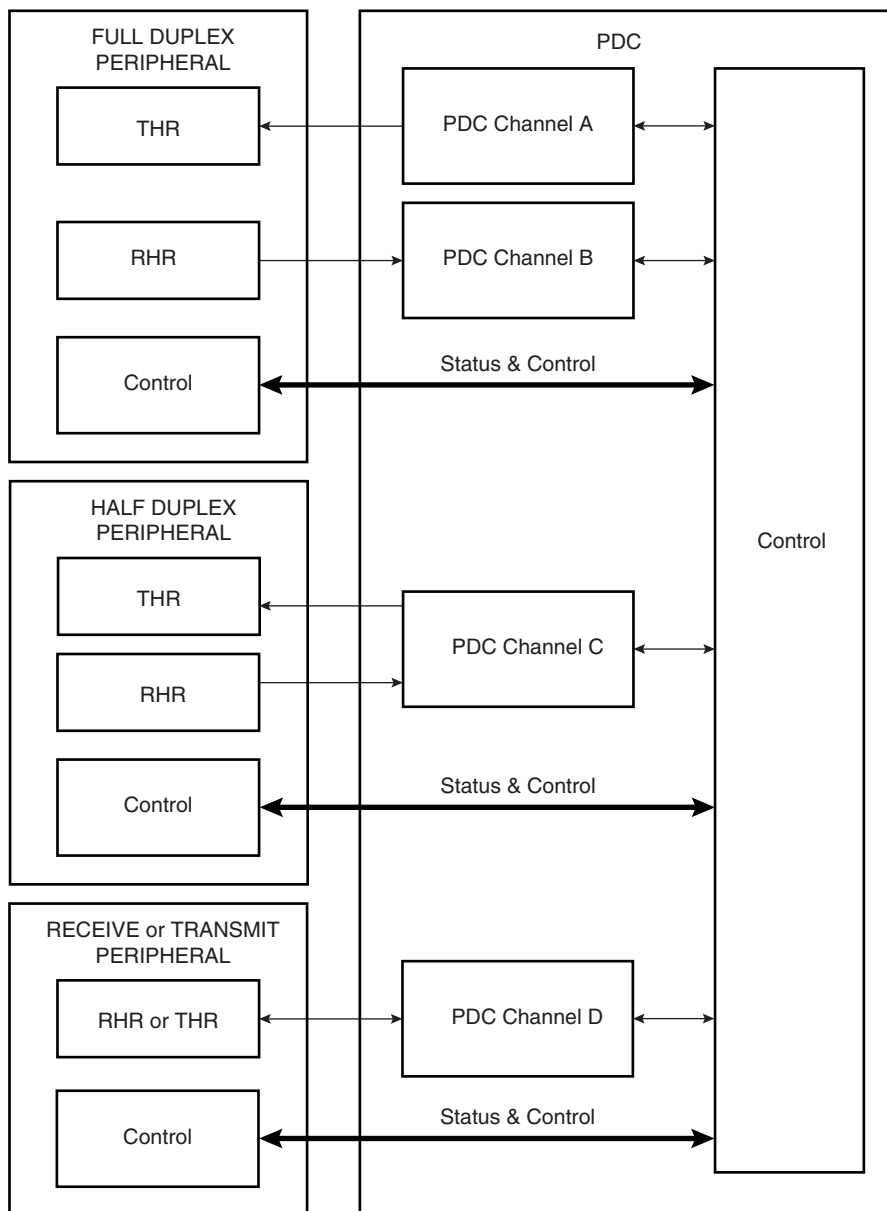 FULL DUPLEX
PERIPHERAL
THR
RHR
Control
PDC
PDC Channel A
PDC Channel B
Status & Control
HALF DUPLEX
PERIPHERAL
THR
RHR
Control
PDC Channel C
Status & Control
Control
RECEIVE or TRANSMIT
PERIPHERAL
RHR or THR
Control
PDC Channel D
Status & Control